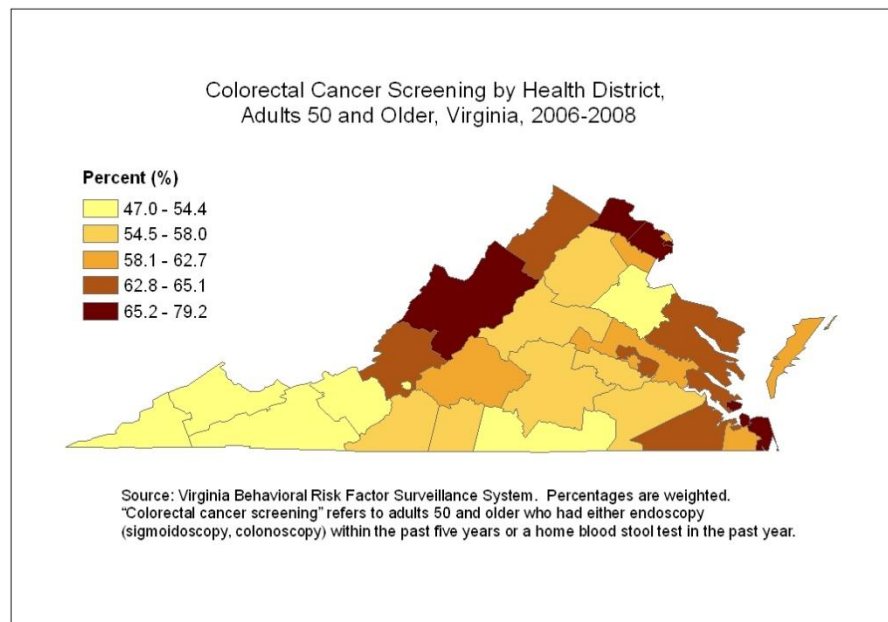 Colorectal Cancer Screening by Health District,
Adults 50 and Older, Virginia, 2006-2008
Percent (%)
47.0 - 54.4
54.5 - 58.0
58.1 - 62.7
62.8 - 65.1
65.2 - 79.2
Source: Virginia Behavioral Risk Factor Surveillance System. Percentages are weighted.
"Colorectal cancer screening" refers to adults 50 and older who had either endoscopy
(sigmoidoscopy, colonoscopy) within the past five years or a home blood stool test in the past year.